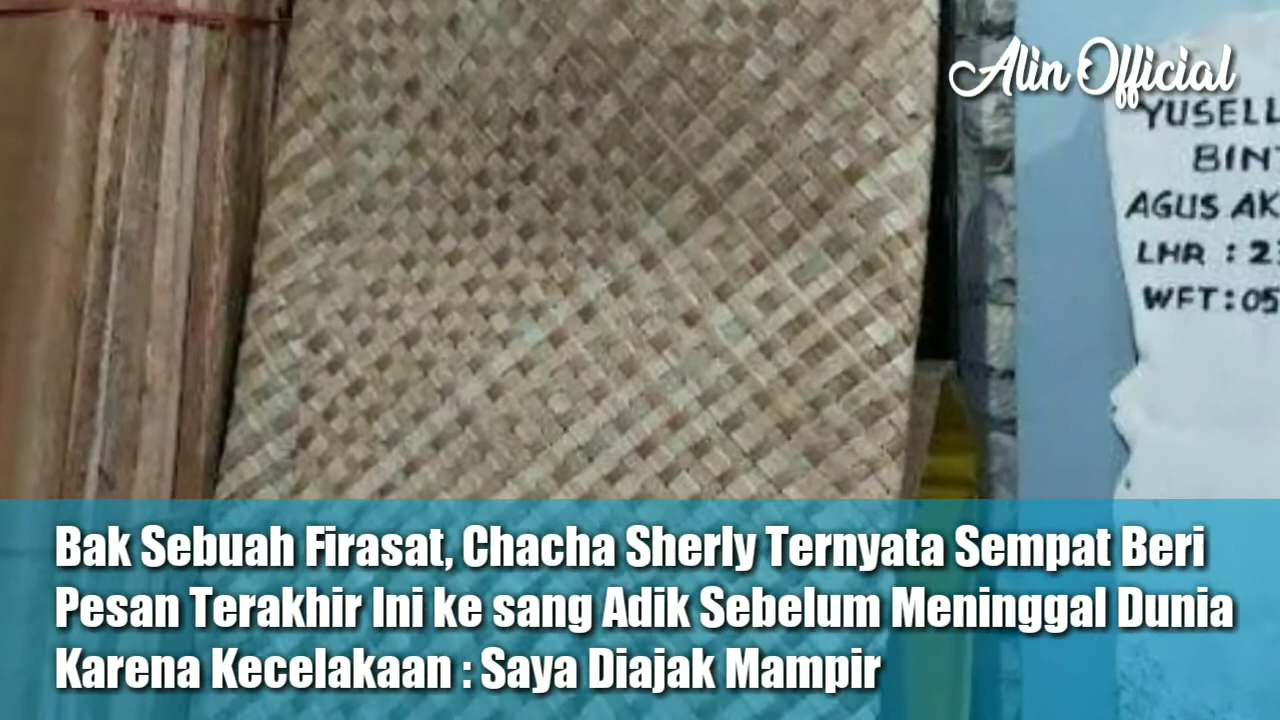 Alin Official
YUSELL
BIN
AGUS AK
LHR : 2
WFT : 05
Bak Sebuah Firasat, Chacha Sherly Ternyata Sempat Beri
Pesan Terakhir Ini ke sang Adik Sebelum Meninggal Dunia
Karena Kecelakaan : Saya Diajak Mampir